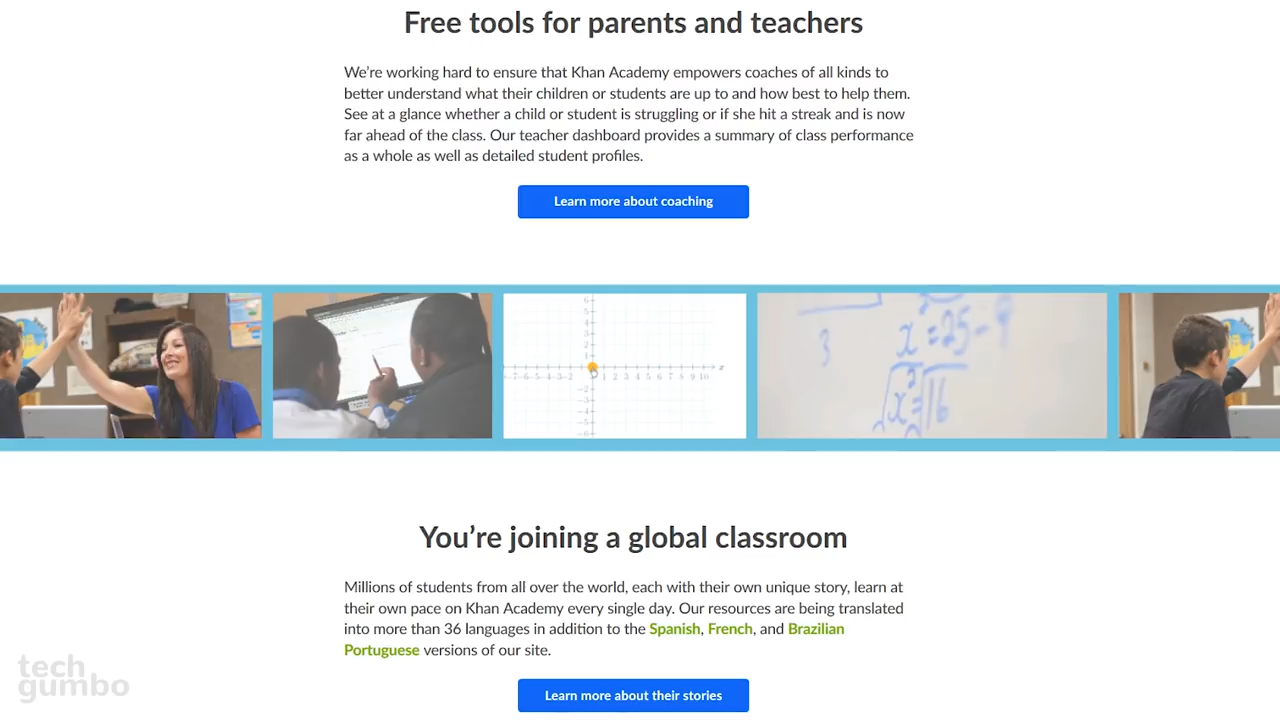 Free tools for parents and teachers
We're working hard to ensure that Khan Academy empowers coaches of all kinds to
better understand what their children or students are up to and how best to help them.
See at a glance whether a child or student is struggling or if she hit a streak and is now
far ahead of the class. Our teacher dashboard provides a summary of class performance
as a whole as well as detailed student profiles.
Learn more about coaching
3
x = 25 - 9
√x² = √16
You're joining a global classroom
Millions of students from all over the world, each with their own unique story, learn at
their own pace on Khan Academy every single day. Our resources are being translated
into more than 36 languages in addition to the Spanish, French, and Brazilian
Portuguese versions of our site.
Learn more about their stories
tech
gumbo